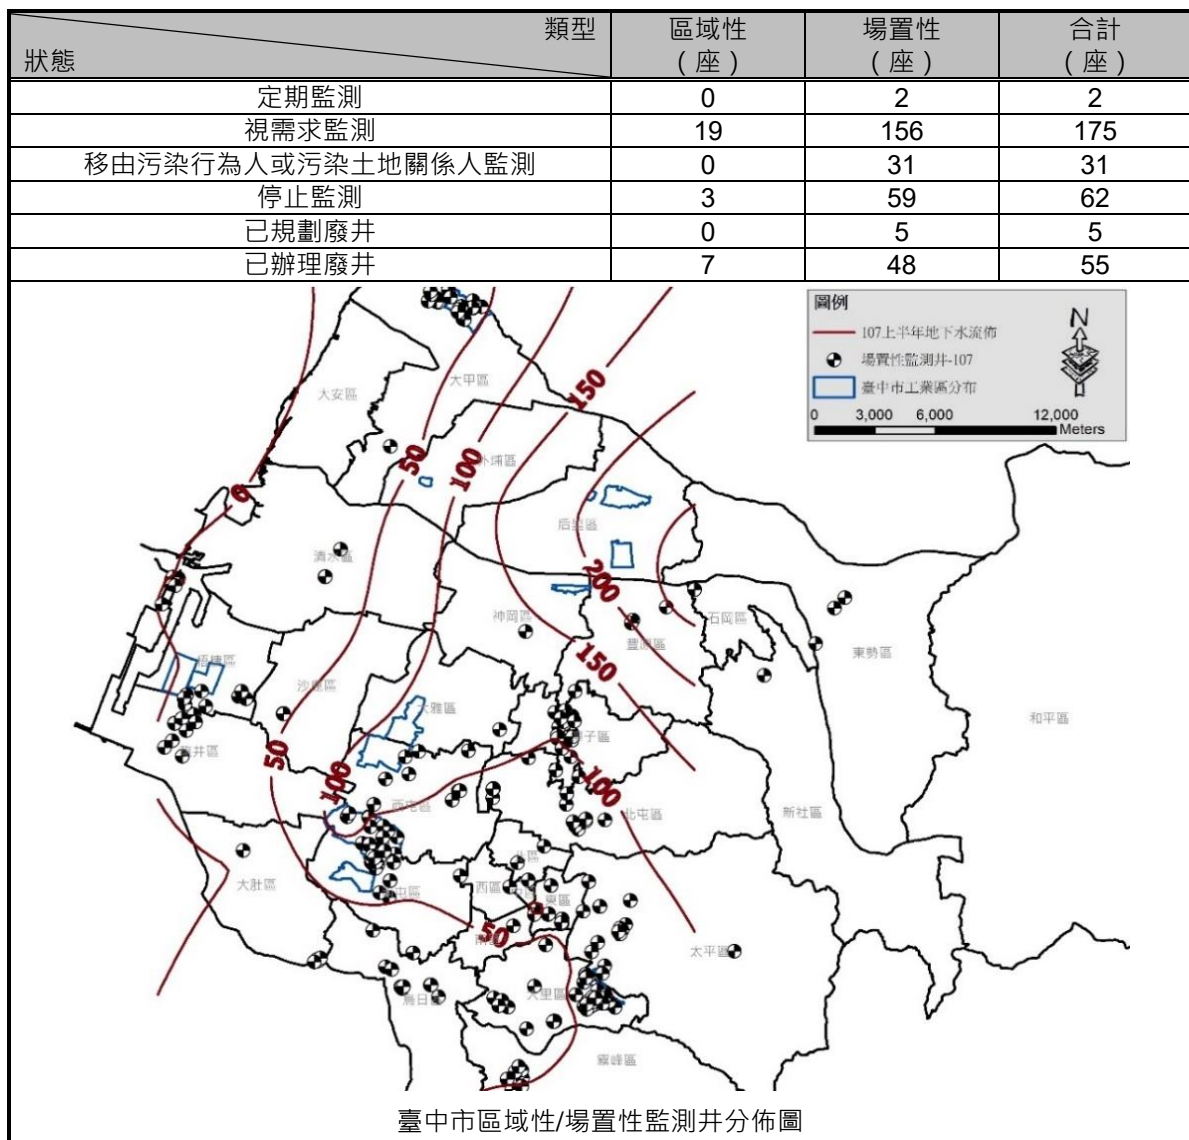 類型
狀態
區域性
（座）
場置性
（座）
合計
（座）
定期監測 0 2 2
視需求監測 19 156 175
移由污染行為人或污染土地關係人監測 0 31 31
停止監測 3 59 62
已規劃廢井 0 5 5
已辦理廢井 7 48 55
圖例
107上半年地下水流佈
場置性監測井-107
臺中市工業區分布
0 3,000 6,000 12,000
Meters
N
大安區
大甲區
150
50
100
外埔區
0
后里區
清水區
200
神岡區
石岡區
豐原區
東勢區
150
梧棲區
沙鹿區
大雅區
和平區
龍井區
50
100
潭子區
100
西屯區
北屯區
新社區
北區
大肚區
南屯區
西區
東區
50
南區
太平區
烏日區
大里區
霧峰區
臺中市區域性/場置性監測井分佈圖